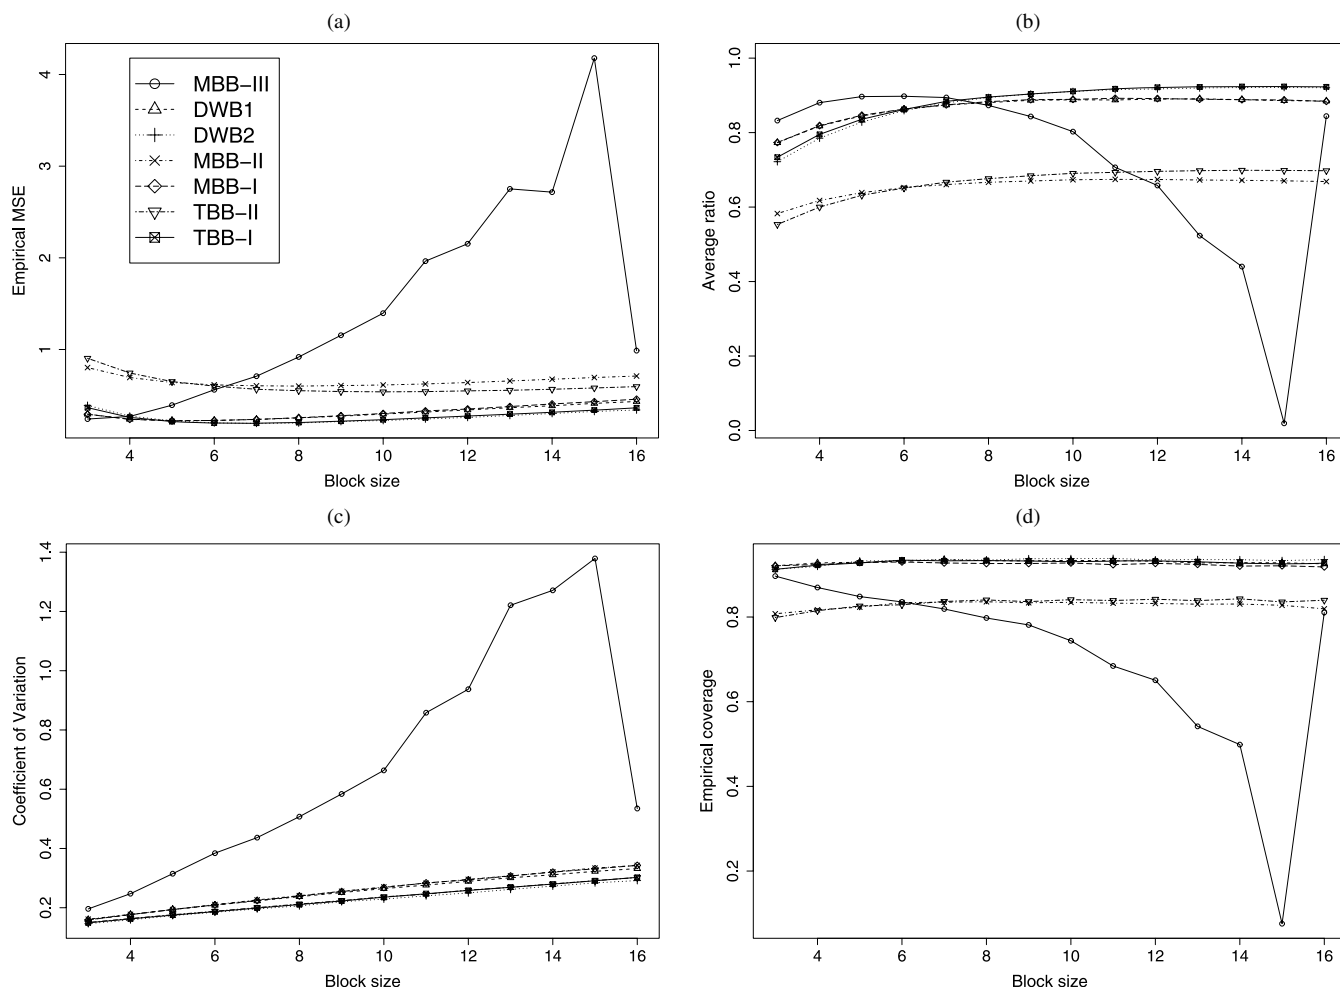 (a)
Empirical MSE
4
3
2
1
MBB−III
DWB1
DWB2
MBB−II
MBB−I
TBB−II
TBB−I
4 6 8 10 12 14 16
Block size
(b)
Average ratio
1.0
0.8
0.6
0.4
0.2
0.0
4 6 8 10 12 14 16
Block size
(c)
Coefficient of Variation
1.4
1.2
1.0
0.8
0.6
0.4
0.2
4 6 8 10 12 14 16
Block size
(d)
Empirical coverage
0.8
0.6
0.4
0.2
4 6 8 10 12 14 16
Block size